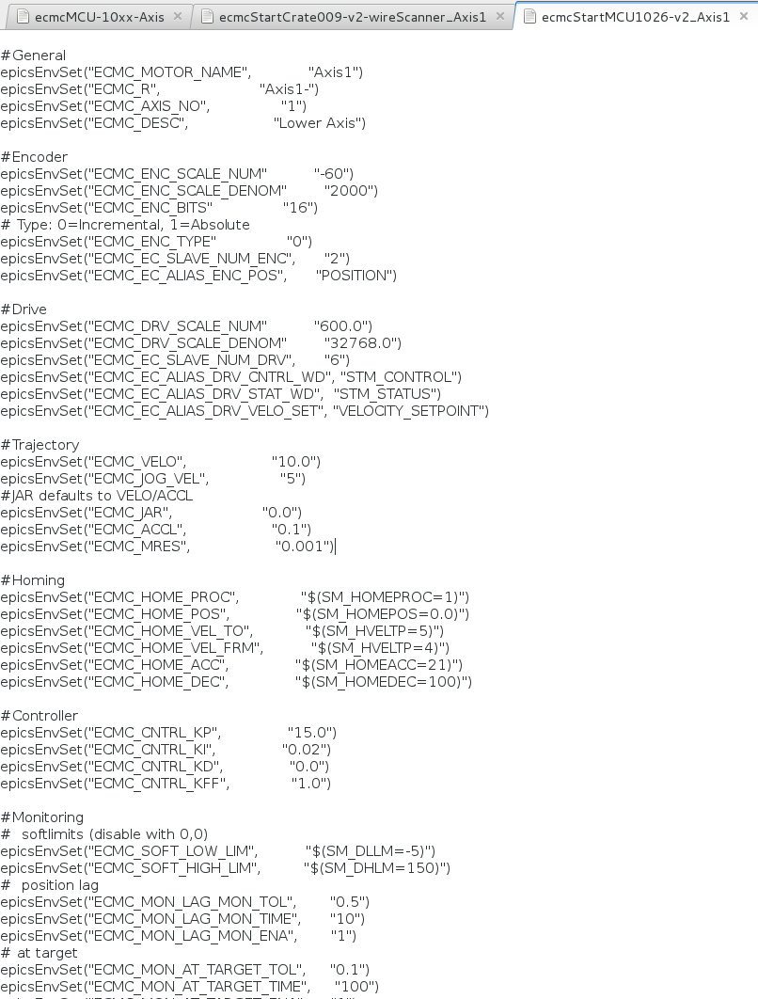 ecmcMCU-10xx-Axis × ecmcStartCrate009-v2-wireScanner_Axis1 × ecmcStartMCU1026-v2_Axis1 ×
#General
epicsEnvSet("ECMC_MOTOR_NAME", "Axis1")
epicsEnvSet("ECMC_R", "Axis1-")
epicsEnvSet("ECMC_AXIS_NO", "1")
epicsEnvSet("ECMC_DESC", "Lower Axis")
#Encoder
epicsEnvSet("ECMC_ENC_SCALE_NUM" "-60")
epicsEnvSet("ECMC_ENC_SCALE_DENOM" "2000")
epicsEnvSet("ECMC_ENC_BITS" "16")
# Type: 0=Incremental, 1=Absolute
epicsEnvSet("ECMC_ENC_TYPE" "0")
epicsEnvSet("ECMC_EC_SLAVE_NUM_ENC", "2")
epicsEnvSet("ECMC_EC_ALIAS_ENC_POS", "POSITION")
#Drive
epicsEnvSet("ECMC_DRV_SCALE_NUM" "600.0")
epicsEnvSet("ECMC_DRV_SCALE_DENOM" "32768.0")
epicsEnvSet("ECMC_EC_SLAVE_NUM_DRV", "6")
epicsEnvSet("ECMC_EC_ALIAS_DRV_CNTRL_WD", "STM_CONTROL")
epicsEnvSet("ECMC_EC_ALIAS_DRV_STAT_WD", "STM_STATUS")
epicsEnvSet("ECMC_EC_ALIAS_DRV_VELO_SET", "VELOCITY_SETPOINT")
#Trajectory
epicsEnvSet("ECMC_VELO", "10.0")
epicsEnvSet("ECMC_JOG_VEL", "5")
#JAR defaults to VELO/ACCL
epicsEnvSet("ECMC_JAR", "0.0")
epicsEnvSet("ECMC_ACCL", "0.1")
epicsEnvSet("ECMC_MRES", "0.001")
#Homing
epicsEnvSet("ECMC_HOME_PROC", "$(SM_HOMEPROC=1)")
epicsEnvSet("ECMC_HOME_POS", "$(SM_HOMEPOS=0.0)")
epicsEnvSet("ECMC_HOME_VEL_TO", "$(SM_HVELTP=5)")
epicsEnvSet("ECMC_HOME_VEL_FRM", "$(SM_HVELTP=4)")
epicsEnvSet("ECMC_HOME_ACC", "$(SM_HOMEACC=21)")
epicsEnvSet("ECMC_HOME_DEC", "$(SM_HOMEDEC=100)")
#Controller
epicsEnvSet("ECMC_CNTRL_KP", "15.0")
epicsEnvSet("ECMC_CNTRL_KI", "0.02")
epicsEnvSet("ECMC_CNTRL_KD", "0.0")
epicsEnvSet("ECMC_CNTRL_KFF", "1.0")
#Monitoring
# softlimits (disable with 0,0)
epicsEnvSet("ECMC_SOFT_LOW_LIM", "$(SM_DLLM=-5)")
epicsEnvSet("ECMC_SOFT_HIGH_LIM", "$(SM_DHLM=150)")
# position lag
epicsEnvSet("ECMC_MON_LAG_MON_TOL", "0.5")
epicsEnvSet("ECMC_MON_LAG_MON_TIME", "10")
epicsEnvSet("ECMC_MON_LAG_MON_ENA", "1")
# at target
epicsEnvSet("ECMC_MON_AT_TARGET_TOL", "0.1")
epicsEnvSet("ECMC_MON_AT_TARGET_TIME", "100")